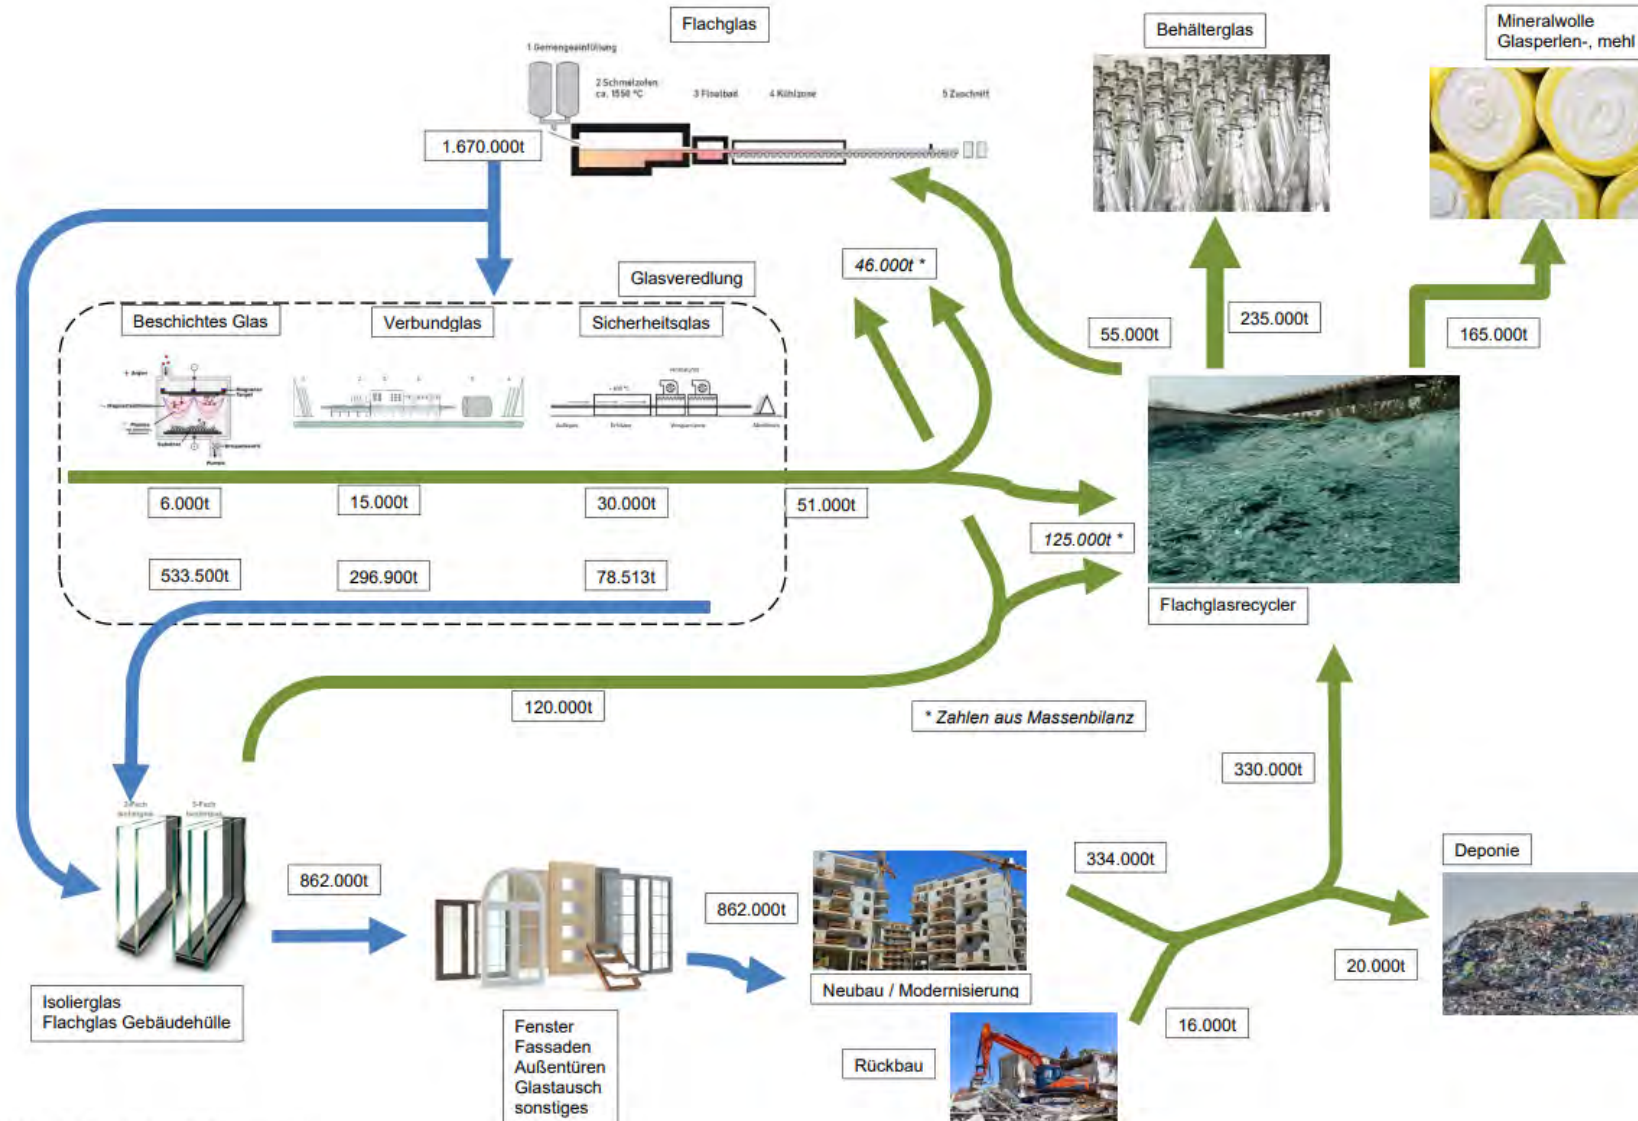 Flachglas
Behälterglas
Mineralwolle
Glasperlen-, mehl
1 Gemengeeinfüllung
2 Schmelzofen
ca. 1550 °C
3 Floatbad
4 Kühlzone
5 Zuschnitt
1.670.000t
Glasveredlung
46.000t *
55.000t
235.000t
165.000t
Beschichtes Glas
Verbundglas
Sicherheitsglas
6.000t
15.000t
30.000t
51.000t
125.000t *
533.500t
296.900t
78.513t
Flachglasrecycler
120.000t
* Zahlen aus Massenbilanz
330.000t
334.000t
Deponie
862.000t
862.000t
20.000t
16.000t
Isolierglas
Flachglas Gebäudehülle
Neubau / Modernisierung
Rückbau
Fenster
Fassaden
Außentüren
Glastausch
sonstiges